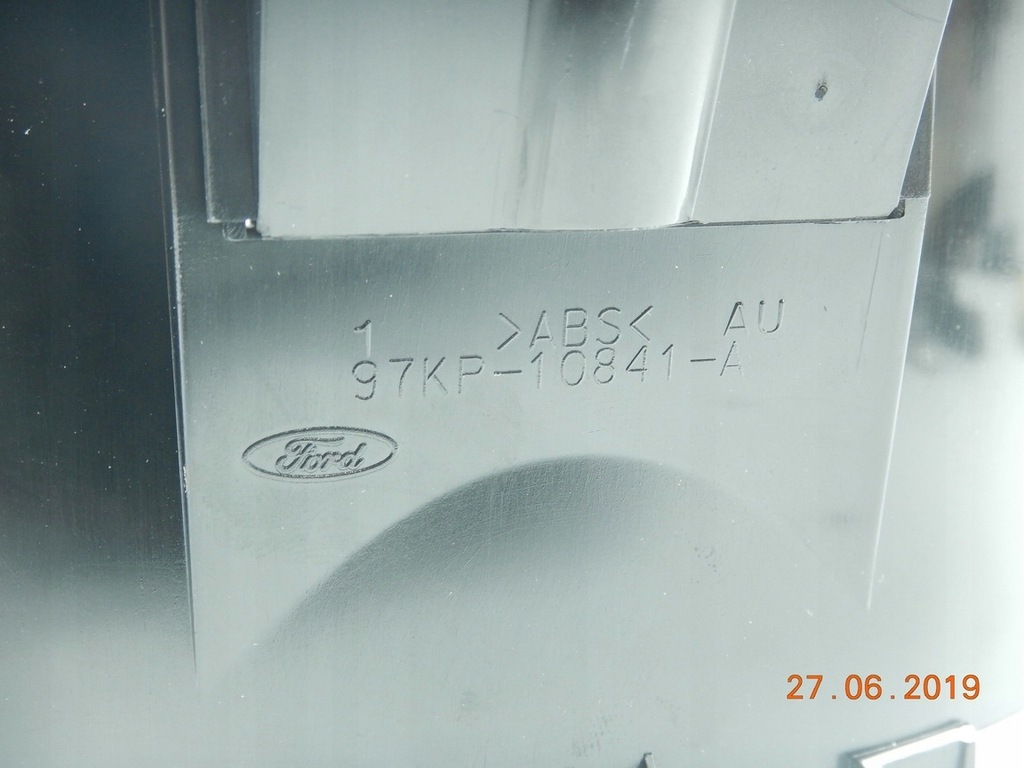 1 >ABS< AU
97KP-10841-A
Ford
27.06.2019